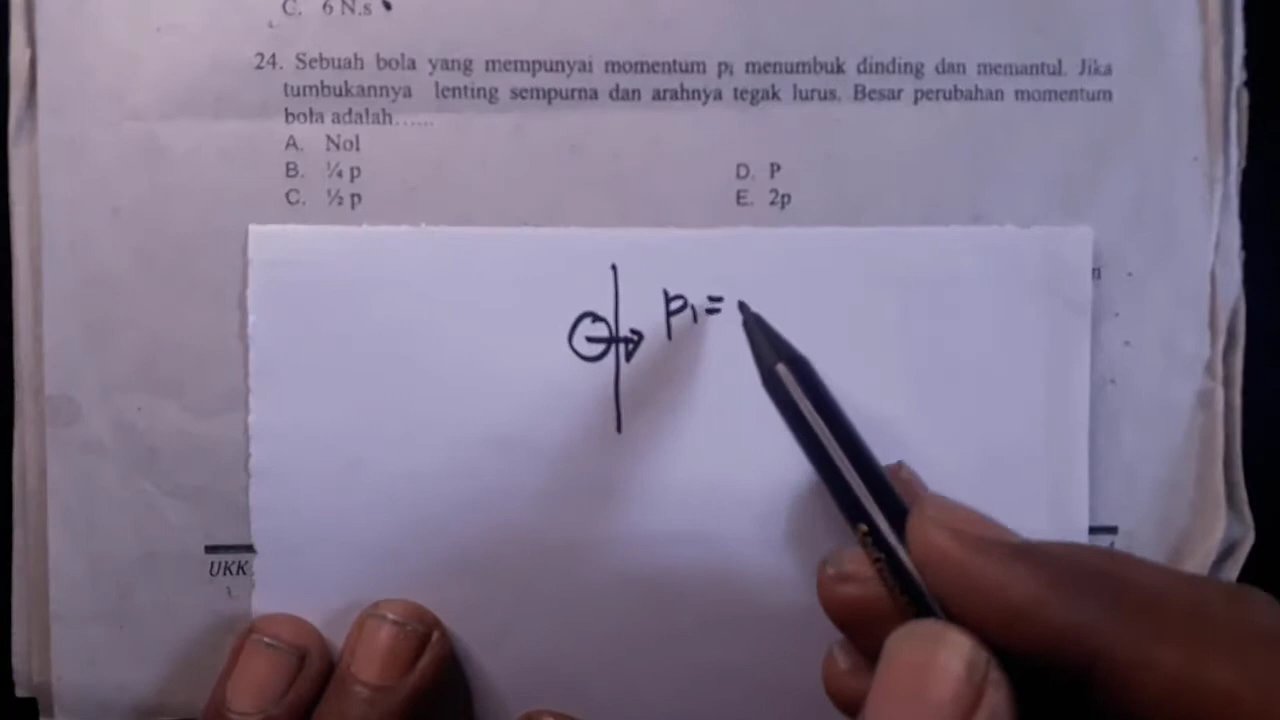 C. 6 N.s
24. Sebuah bola yang mempunyai momentum p₁ menumbuk dinding dan memantul. Jika
tumbukannya lenting sempurna dan arahnya tegak lurus. Besar perubahan momentum
bola adalah......
A. Nol
B. ¼ p
C. ½ p
D. P
E. 2p
p₁ =
UKK